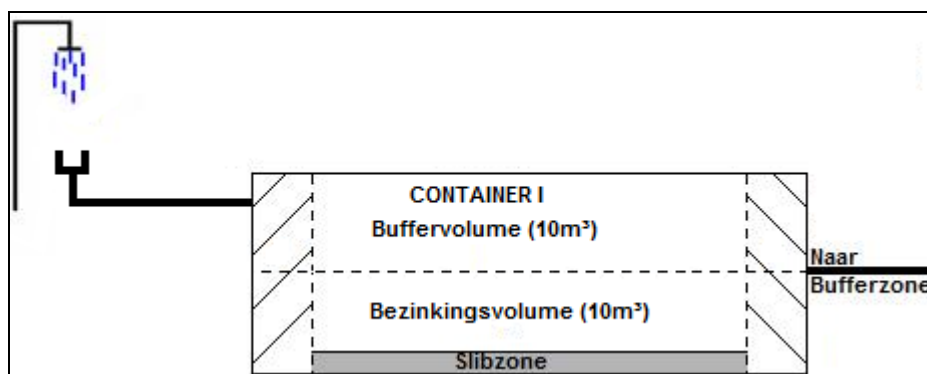 CONTAINER I
Buffervolume (10m³)
Naar
Bufferzone
Bezinkingsvolume (10m³)
Slibzone